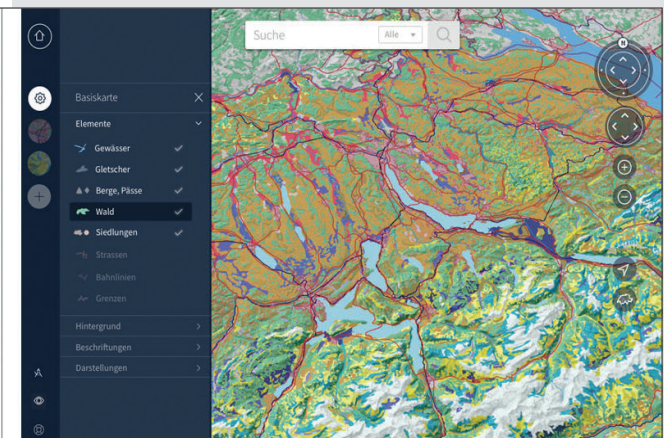 Suche
Alle
N
Basiskarte
Elemente
Gewässer
Gletscher
Berge, Pässe
Wald
Siedlungen
Strassen
Bahnlinien
Grenzen
Hintergrund
Beschriftungen
Darstellungen